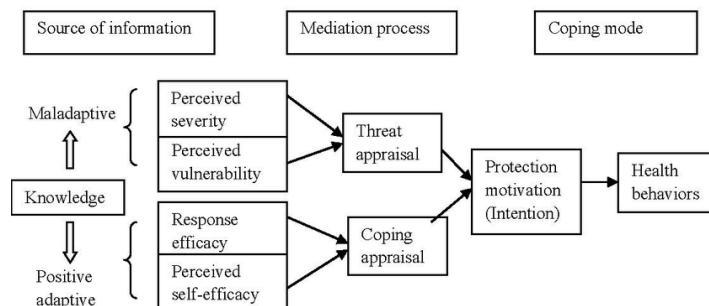 Source of information
Mediation process
Coping mode
Maladaptive
Knowledge
Positive
adaptive
Perceived
severity
Perceived
vulnerability
Response
efficacy
Perceived
self-efficacy
Threat
appraisal
Coping
appraisal
Protection
motivation
(Intention)
Health
behaviors